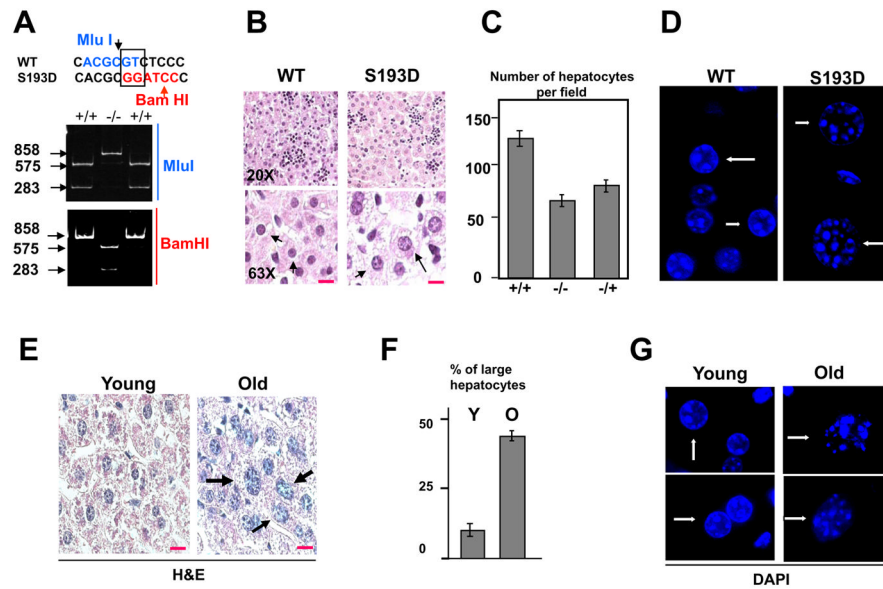 A
Mlu I
WT CACGCGTCTCCC
S193D CACGCGGATCCC
Bam HI
+/+ -/- +/+
858
575
283
MluI
858
575
283
BamHI
B
WT S193D
20X
63X
C
Number of hepatocytes
per field
150
100
50
0
+/+ -/- -/+
D
WT S193D
E
Young Old
H&E
F
% of large
hepatocytes
Y O
50
25
0
G
Young Old
DAPI